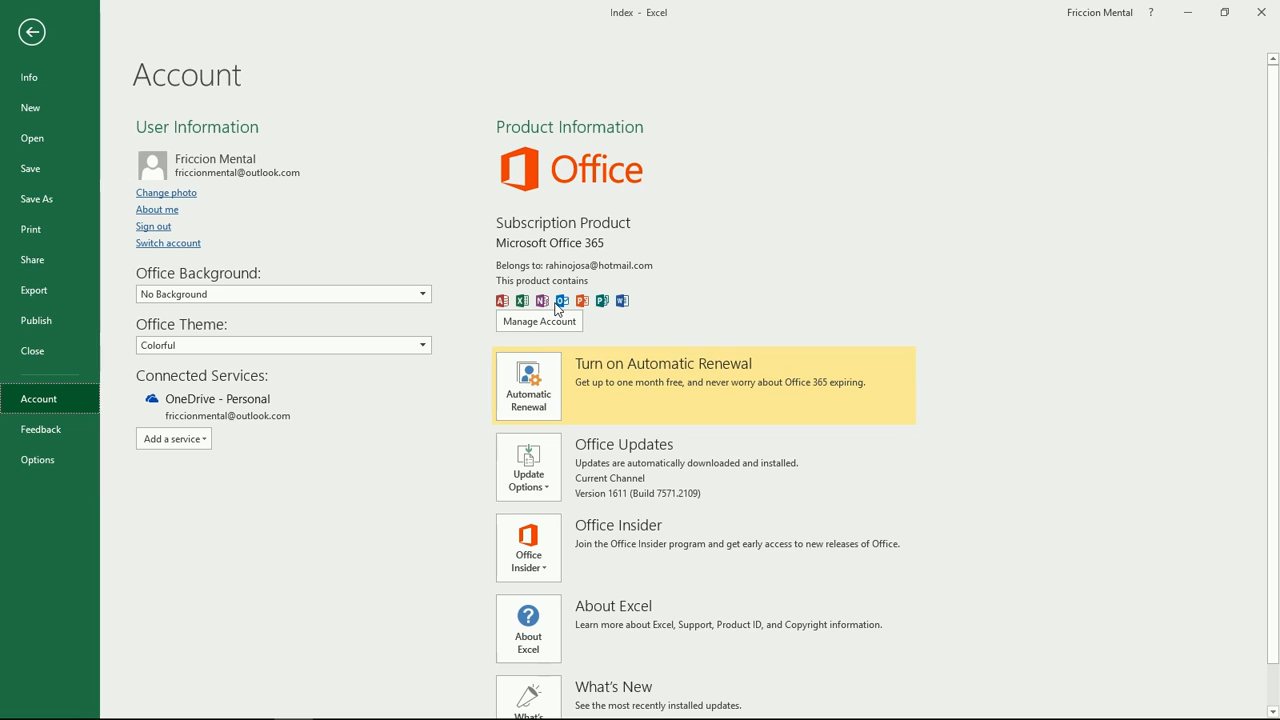 Index - Excel
Friccion Mental
?
Info
New
Open
Save
Save As
Print
Share
Export
Publish
Close
Account
Feedback
Options
Account
User Information
Friccion Mental
friccionmental@outlook.com
Change photo
About me
Sign out
Switch account
Office Background:
No Background
Office Theme:
Colorful
Connected Services:
OneDrive - Personal
friccionmental@outlook.com
Add a service
Product Information
Office
Subscription Product
Microsoft Office 365
Belongs to: rahinojosa@hotmail.com
This product contains
Manage Account
Automatic
Renewal
Turn on Automatic Renewal
Get up to one month free, and never worry about Office 365 expiring.
Update
Options
Office Updates
Updates are automatically downloaded and installed.
Current Channel
Version 1611 (Build 7571.2109)
Office
Insider
Office Insider
Join the Office Insider program and get early access to new releases of Office.
About
Excel
About Excel
Learn more about Excel, Support, Product ID, and Copyright information.
What's
What's New
See the most recently installed updates.